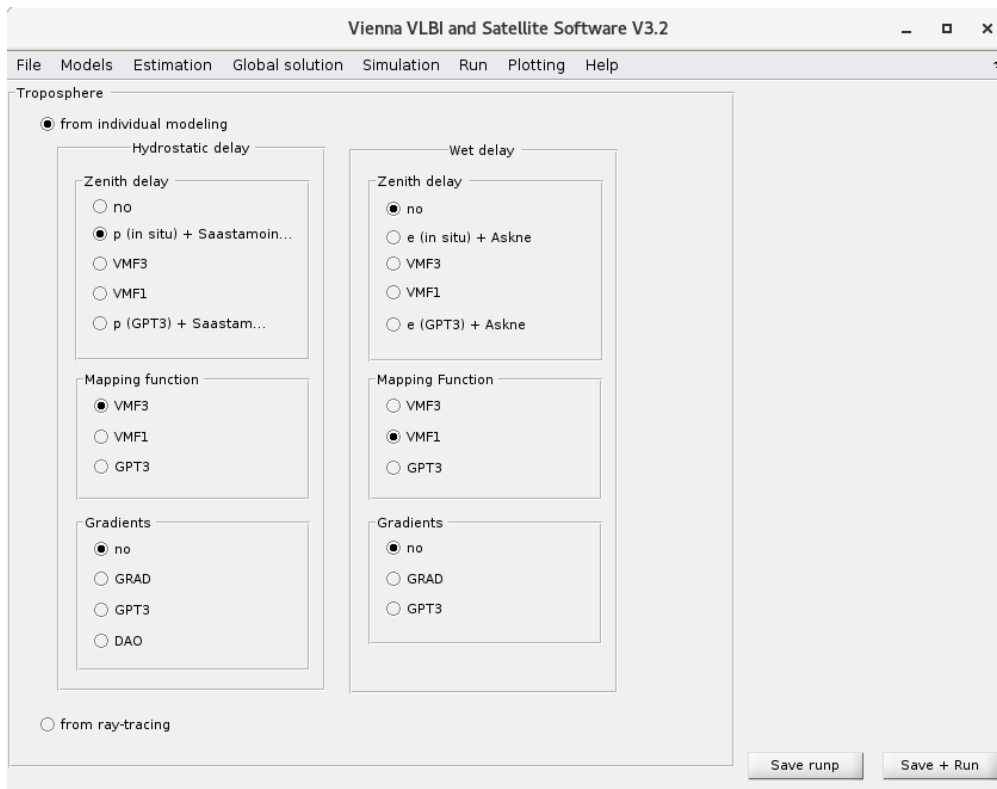 Vienna VLBI and Satellite Software V3.2
File Models Estimation Global solution Simulation Run Plotting Help
Troposphere
from individual modeling
Hydrostatic delay
Zenith delay
no
p (in situ) + Saastamoin...
VMF3
VMF1
p (GPT3) + Saastam...
Mapping function
VMF3
VMF1
GPT3
Gradients
no
GRAD
GPT3
DAO
Wet delay
Zenith delay
no
e (in situ) + Askne
VMF3
VMF1
e (GPT3) + Askne
Mapping Function
VMF3
VMF1
GPT3
Gradients
no
GRAD
GPT3
from ray-tracing
Save runp
Save + Run